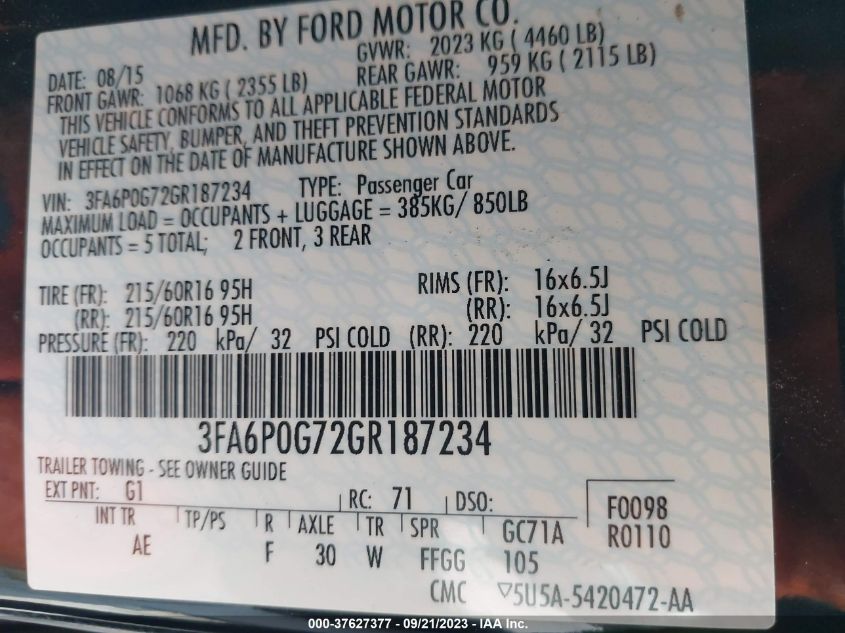 MFD. BY FORD MOTOR CO.
DATE: 08/15 GVWR: 2023 KG ( 4460 LB)
FRONT GAWR: 1068 KG ( 2355 LB) REAR GAWR: 959 KG ( 2115 LB)
THIS VEHICLE CONFORMS TO ALL APPLICABLE FEDERAL MOTOR
VEHICLE SAFETY, BUMPER, AND THEFT PREVENTION STANDARDS
IN EFFECT ON THE DATE OF MANUFACTURE SHOWN ABOVE.
VIN: 3FA6P0G72GR187234 TYPE: Passenger Car
MAXIMUM LOAD = OCCUPANTS + LUGGAGE = 385KG/ 850LB
OCCUPANTS = 5 TOTAL; 2 FRONT, 3 REAR
TIRE (FR): 215/60R16 95H RIMS (FR): 16x6.5J
(RR): 215/60R16 95H (RR): 16x6.5J
PRESSURE (FR): 220 kPa/ 32 PSI COLD (RR): 220 kPa/ 32 PSI COLD
3FA6P0G72GR187234
TRAILER TOWING - SEE OWNER GUIDE
EXT PNT: G1 RC: 71 DSO: F0098
INT TR TP/PS R AXLE TR SPR GC71A R0110
AE F 30 W FFGG 105
CMC ▽5U5A-5420472-AA
000-37627377 - 09/21/2023 - IAA Inc.